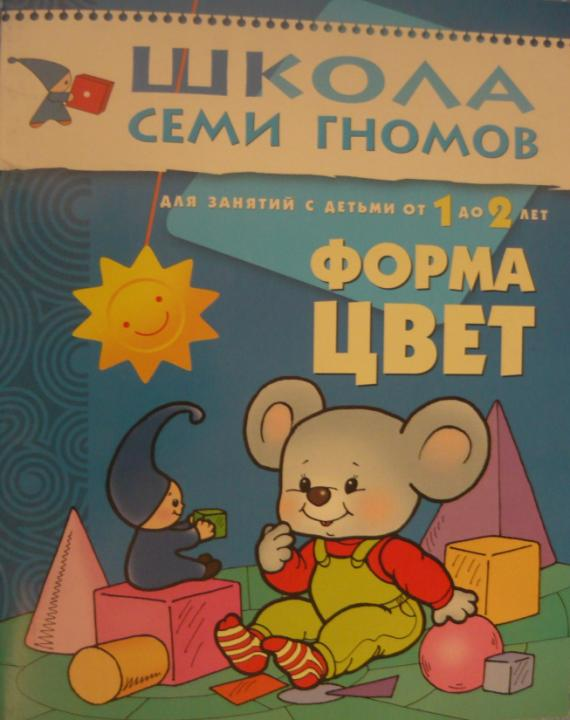 ШКОЛА
СЕМИ ГНОМОВ
ДЛЯ ЗАНЯТИЙ С ДЕТЬМИ ОТ 1 ДО 2 ЛЕТ
ФОРМА
ЦВЕТ